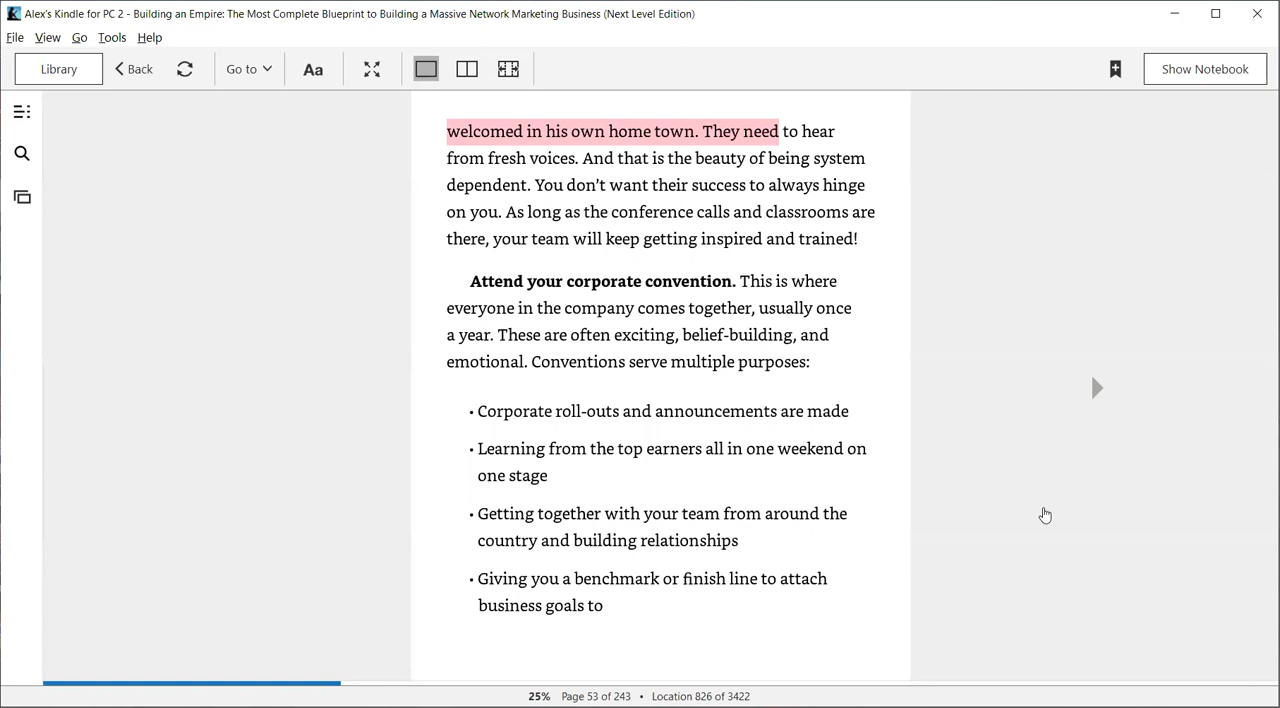 Alex's Kindle for PC 2 - Building an Empire: The Most Complete Blueprint to Building a Massive Network Marketing Business (Next Level Edition)
File View Go Tools Help
Library Back Go to Aa Show Notebook
welcomed in his own home town. They need to hear
from fresh voices. And that is the beauty of being system
dependent. You don’t want their success to always hinge
on you. As long as the conference calls and classrooms are
there, your team will keep getting inspired and trained!
Attend your corporate convention. This is where
everyone in the company comes together, usually once
a year. These are often exciting, belief-building, and
emotional. Conventions serve multiple purposes:
• Corporate roll-outs and announcements are made
• Learning from the top earners all in one weekend on
one stage
• Getting together with your team from around the
country and building relationships
• Giving you a benchmark or finish line to attach
business goals to
25% Page 53 of 243 • Location 826 of 3422